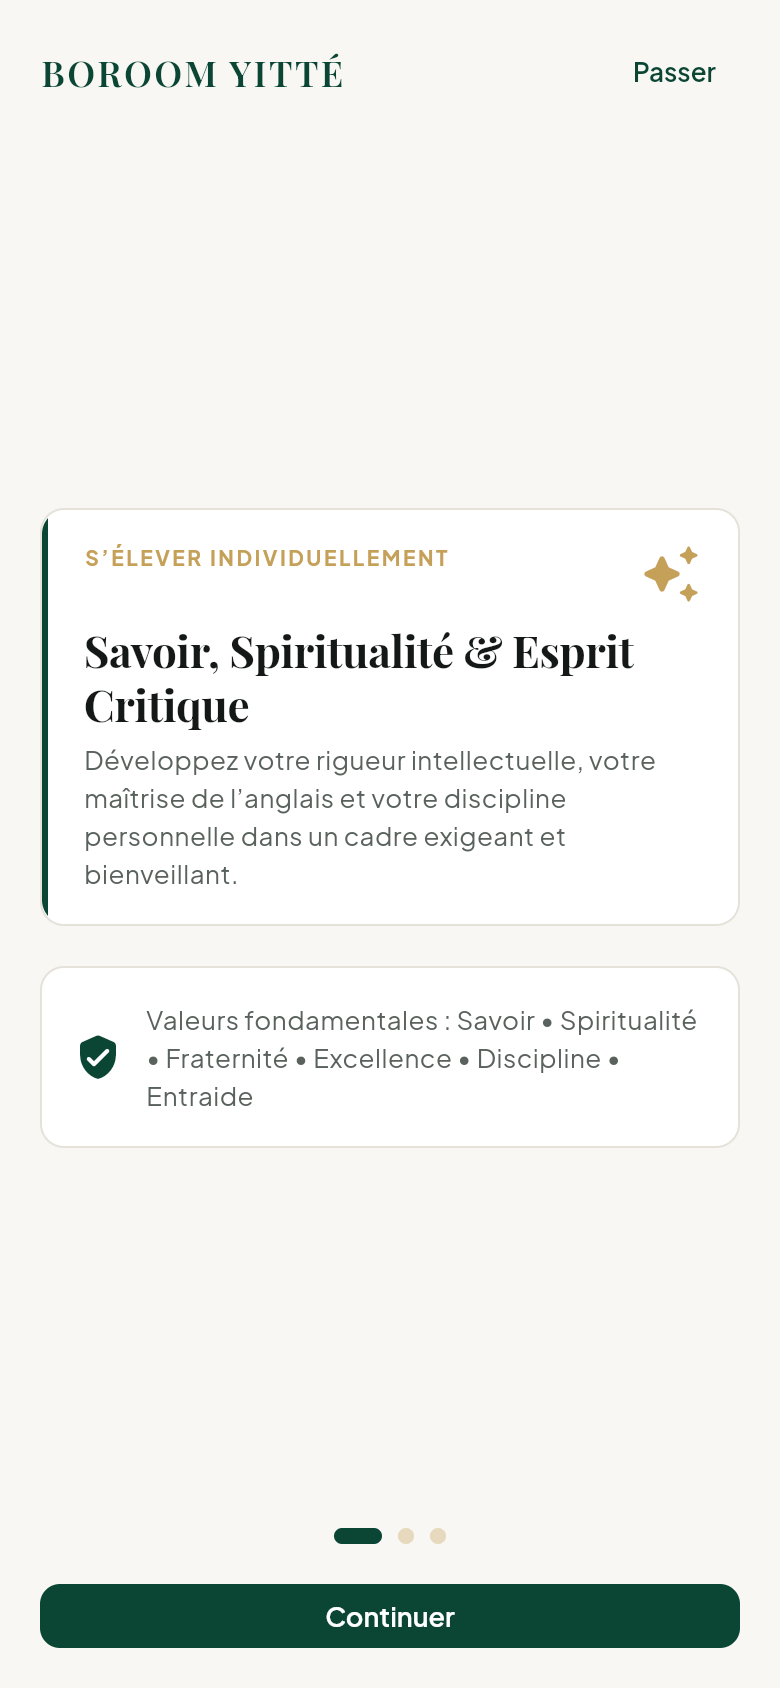 BOROOM YITTÉ
Passer
S’ÉLEVER INDIVIDUELLEMENT
Savoir, Spiritualité & Esprit
Critique
Développez votre rigueur intellectuelle, votre
maîtrise de l’anglais et votre discipline
personnelle dans un cadre exigeant et
bienveillant.
Valeurs fondamentales : Savoir • Spiritualité
• Fraternité • Excellence • Discipline •
Entraide
Continuer